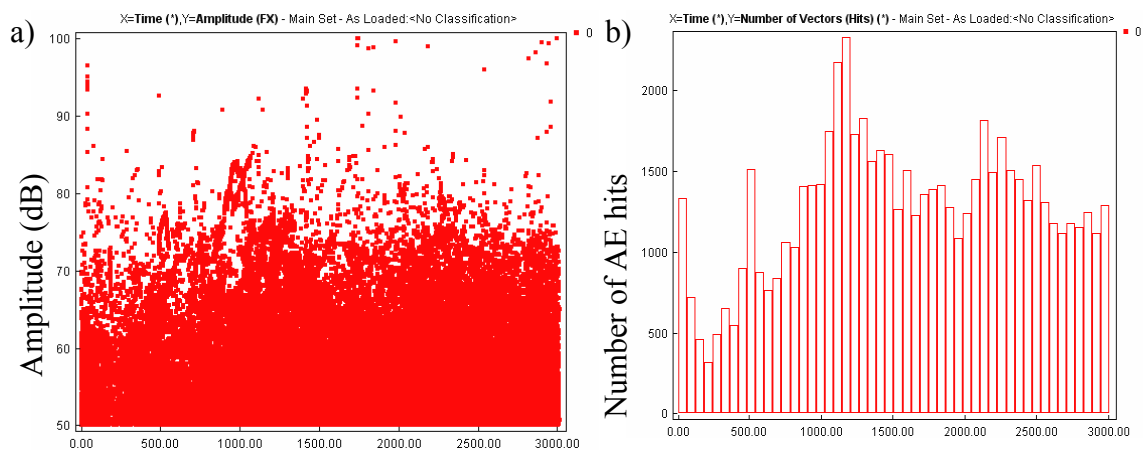 X=Time (*),Y=Amplitude (FX) - Main Set - As Loaded:<No Classification>
a)
0
100
90
80
70
60
50
Amplitude (dB)
0.00 500.00 1000.00 1500.00 2000.00 2500.00 3000.00
X=Time (*),Y=Number of Vectors (Hits) (*) - Main Set - As Loaded:<No Classification>
b)
0
2000
1500
1000
500
0
Number of AE hits
0.00 500.00 1000.00 1500.00 2000.00 2500.00 3000.00